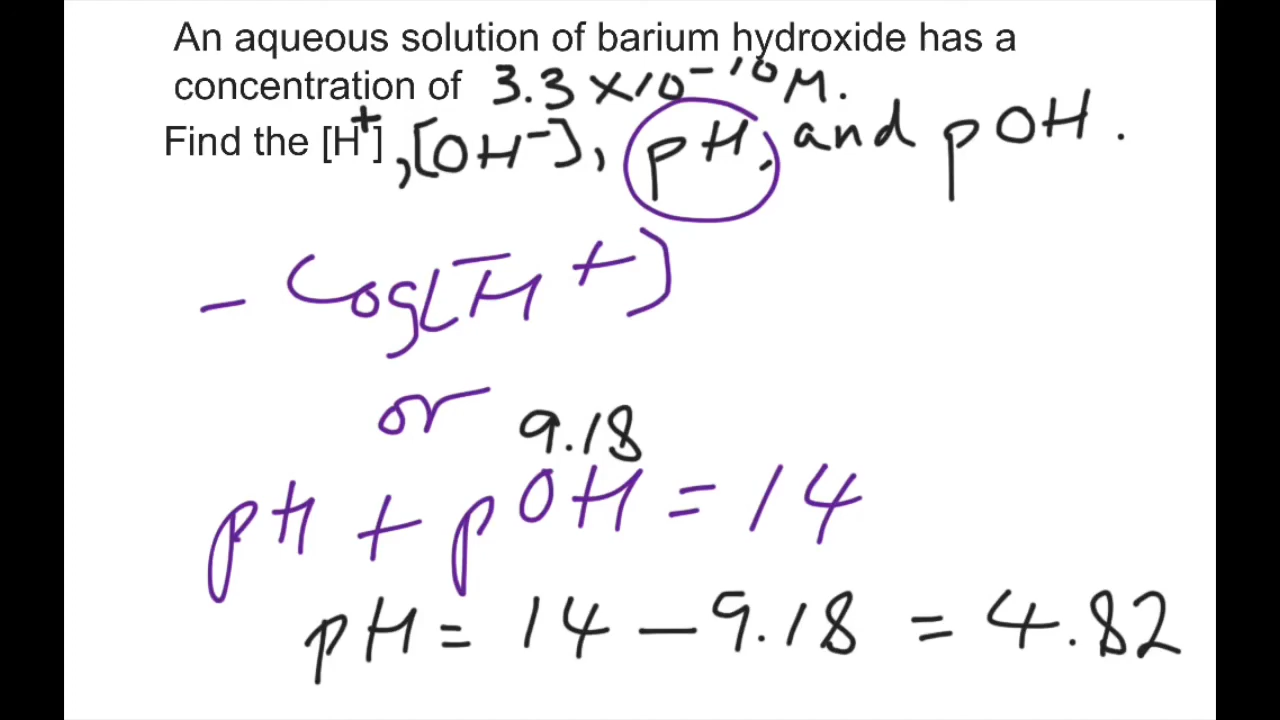 An aqueous solution of barium hydroxide has a
concentration of 3.3 x10⁻¹⁰ M.
Find the [H⁺], [OH⁻], pH, and pOH.
- log[H⁺]
or
9.18
pH + pOH = 14
pH = 14 - 9.18 = 4.82